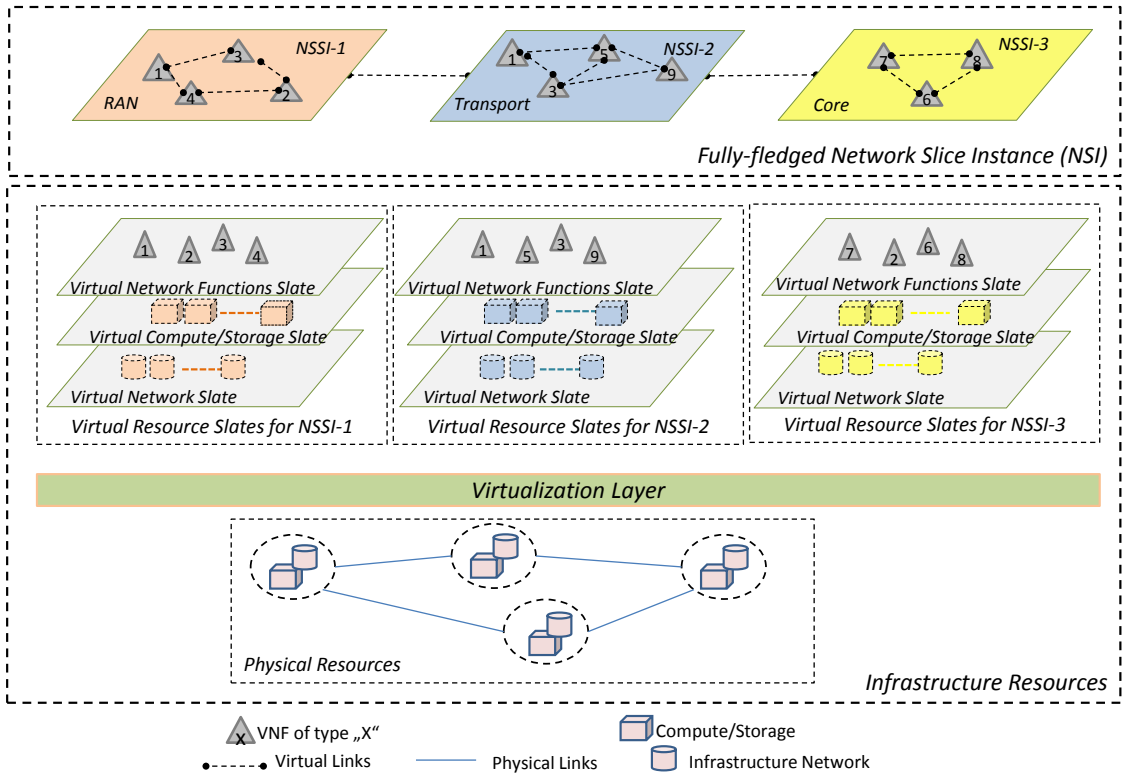 NSSI-1
3
1
4
2
RAN
NSSI-2
1
5
3
9
Transport
NSSI-3
7
8
6
Core
Fully-fledged Network Slice Instance (NSI)
1
2
3
4
Virtual Network Functions Slate
Virtual Compute/Storage Slate
Virtual Network Slate
Virtual Resource Slates for NSSI-1
1
5
3
9
Virtual Network Functions Slate
Virtual Compute/Storage Slate
Virtual Network Slate
Virtual Resource Slates for NSSI-2
7
2
6
8
Virtual Network Functions Slate
Virtual Compute/Storage Slate
Virtual Network Slate
Virtual Resource Slates for NSSI-3
Virtualization Layer
Physical Resources
Infrastructure Resources
X
VNF of type „X“
Compute/Storage
Virtual Links
Physical Links
Infrastructure Network